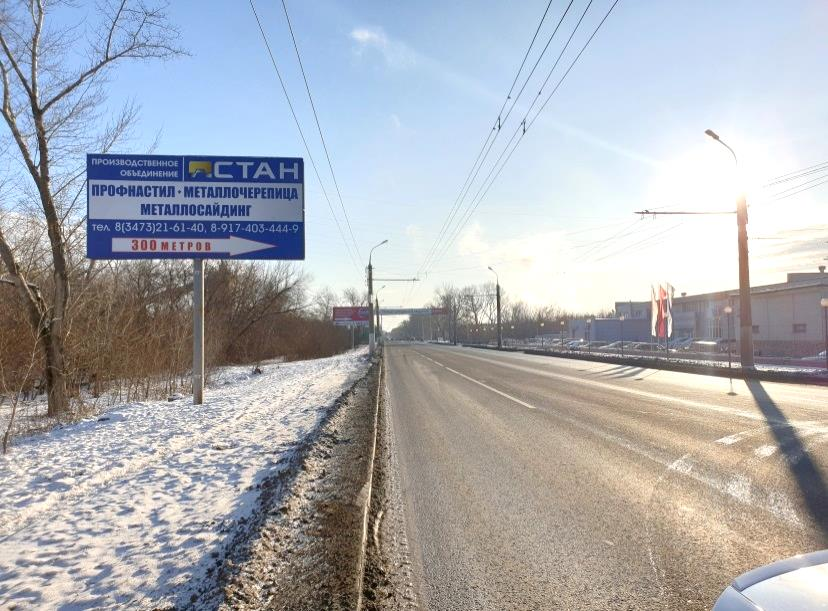 ПРОИЗВОДСТВЕННОЕ
ОБЪЕДИНЕНИЕ
СТАН
ПРОФНАСТИЛ • МЕТАЛЛОЧЕРЕПИЦА
МЕТАЛЛОСАЙДИНГ
тел. 8(3473)21-61-40, 8-917-403-444-9
300 МЕТРОВ